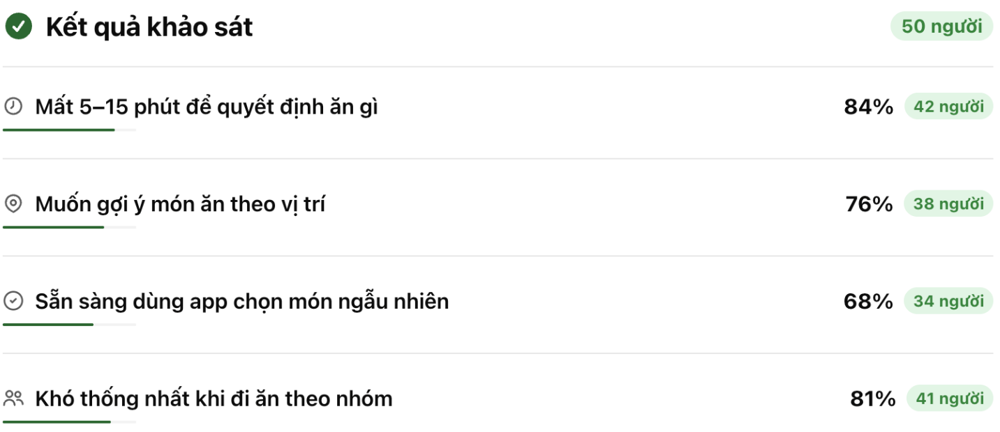 Kết quả khảo sát
50 người
Mất 5–15 phút để quyết định ăn gì
84% 42 người
Muốn gợi ý món ăn theo vị trí
76% 38 người
Sẵn sàng dùng app chọn món ngẫu nhiên
68% 34 người
Khó thống nhất khi đi ăn theo nhóm
81% 41 người